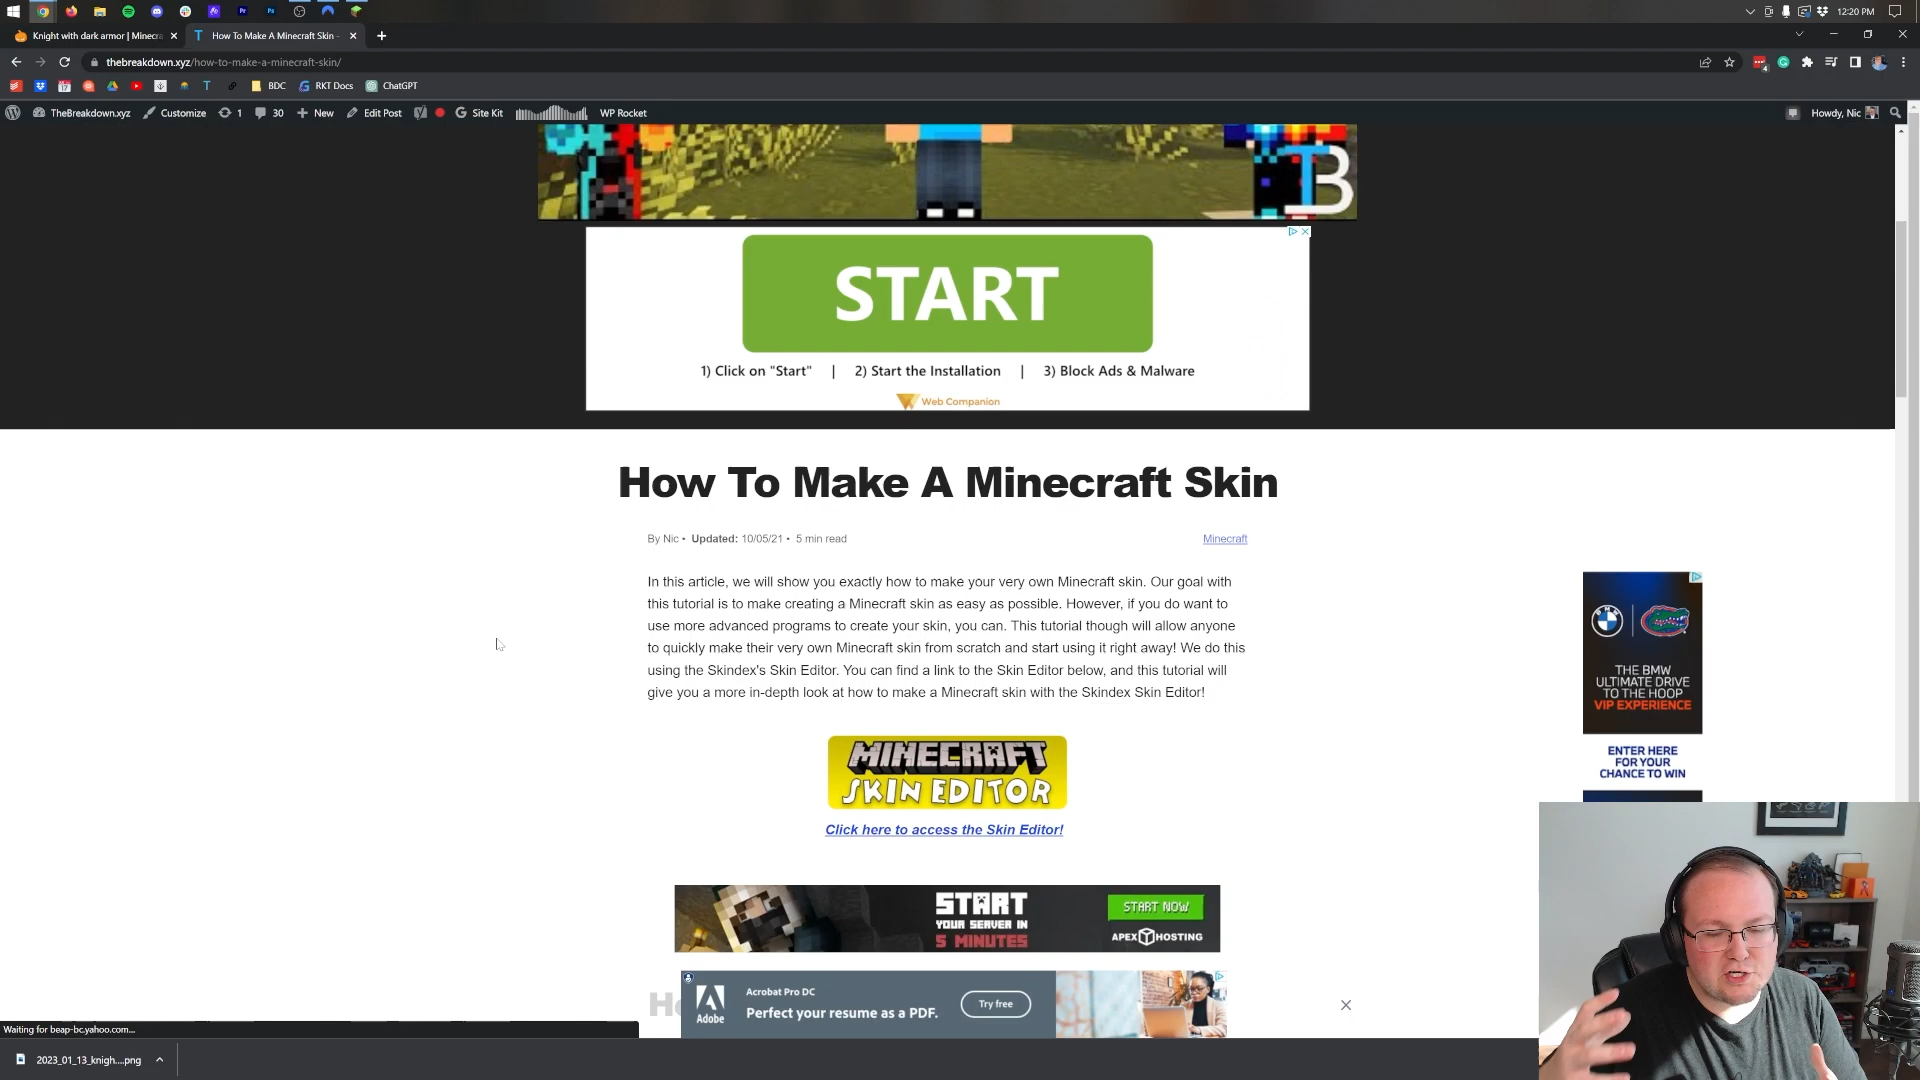 12:20 PM
Knight with dark armor | Minecra
How To Make A Minecraft Skin -
thebreakdown.xyz/how-to-make-a-minecraft-skin/
BDC
RKT Docs
ChatGPT
TheBreakdown.xyz
Customize
1
30
New
Edit Post
Site Kit
WP Rocket
Howdy, Nic
START
1) Click on "Start" | 2) Start the Installation | 3) Block Ads & Malware
Web Companion
How To Make A Minecraft Skin
By Nic • Updated: 10/05/21 • 5 min read
Minecraft
In this article, we will show you exactly how to make your very own Minecraft skin. Our goal with
this tutorial is to make creating a Minecraft skin as easy as possible. However, if you do want to
use more advanced programs to create your skin, you can. This tutorial though will allow anyone
to quickly make their very own Minecraft skin from scratch and start using it right away! We do this
using the Skindex's Skin Editor. You can find a link to the Skin Editor below, and this tutorial will
give you a more in-depth look at how to make a Minecraft skin with the Skindex Skin Editor!
MINECRAFT
SKIN EDITOR
Click here to access the Skin Editor!
THE BMW
ULTIMATE DRIVE
TO THE HOOP
VIP EXPERIENCE
ENTER HERE
FOR YOUR
CHANCE TO WIN
START
YOUR SERVER IN
5 MINUTES
START NOW
APEX HOSTING
Adobe
Acrobat Pro DC
Perfect your resume as a PDF.
Try free
Waiting for beap-bc.yahoo.com...
2023_01_13_knigh....png